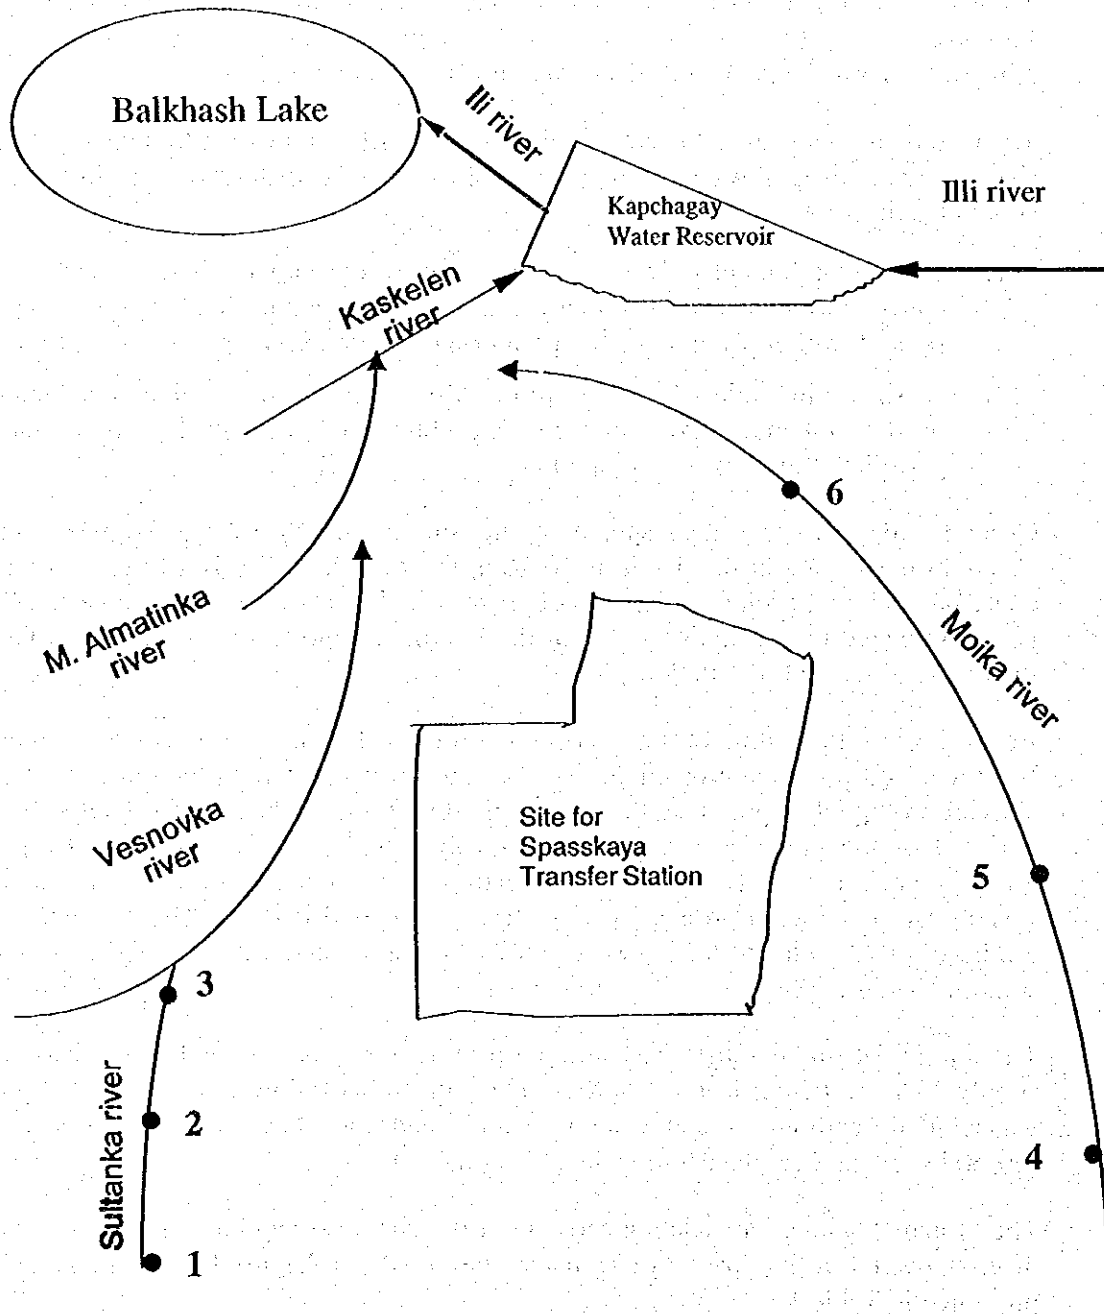 Balkhash Lake
Ili river
Illi river
Kapchagay
Water Reservoir
Kaskelen
river
6
M. Almatinka
river
Moika river
Vesnovka
river
Site for
Spasskaya
Transfer Station
5
3
Sultanka river
2
4
1